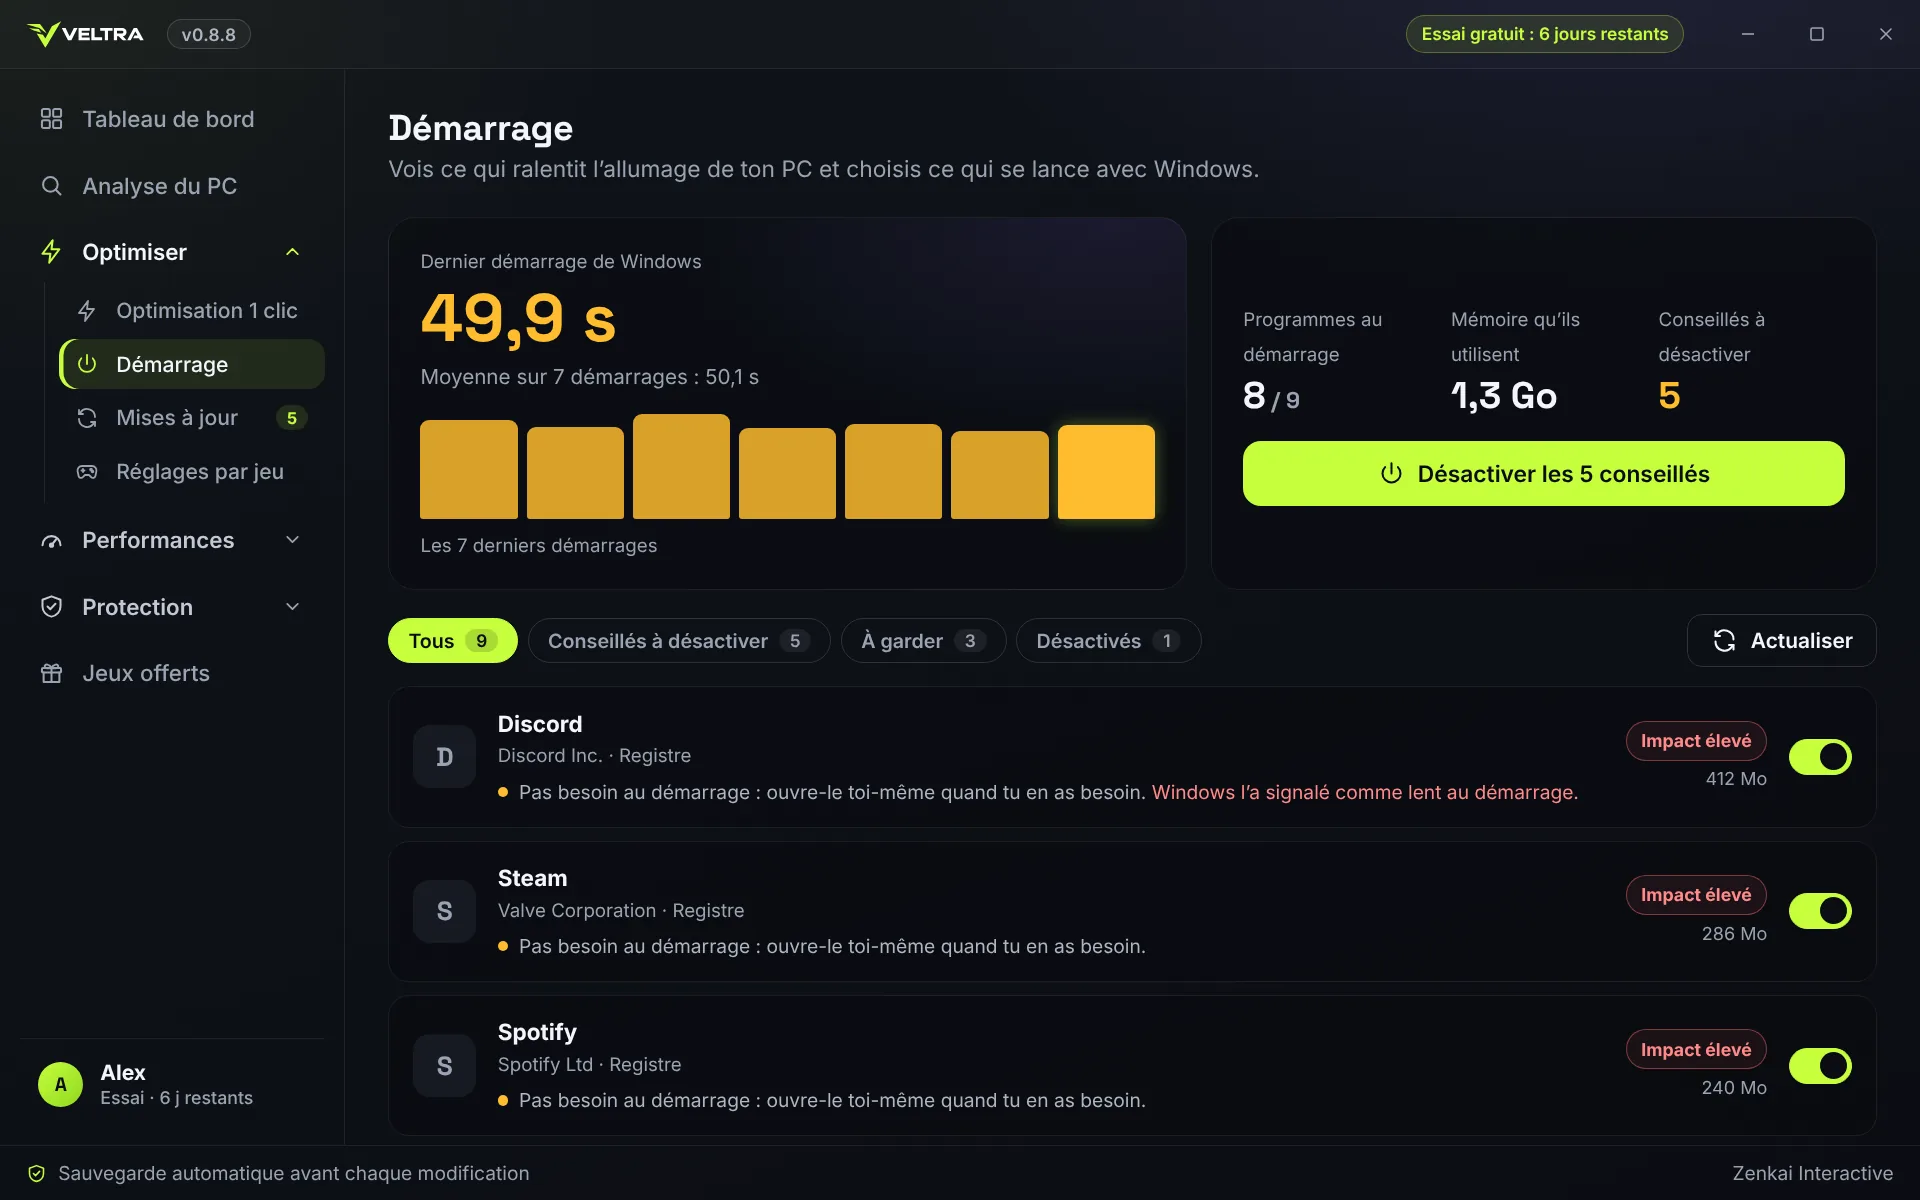 VELTRA
v0.8.8
Essai gratuit : 6 jours restants
Tableau de bord
Analyse du PC
Optimiser
Optimisation 1 clic
Démarrage
Mises à jour
5
Réglages par jeu
Performances
Protection
Jeux offerts
A
Alex
Essai · 6 j restants
Démarrage
Vois ce qui ralentit l’allumage de ton PC et choisis ce qui se lance avec Windows.
Dernier démarrage de Windows
49,9 s
Moyenne sur 7 démarrages : 50,1 s
Les 7 derniers démarrages
Programmes au
démarrage
8 / 9
Mémoire qu’ils
utilisent
1,3 Go
Conseillés à
désactiver
5
Désactiver les 5 conseillés
Tous 9
Conseillés à désactiver 5
À garder 3
Désactivés 1
Actualiser
D
Discord
Discord Inc. · Registre
Pas besoin au démarrage : ouvre-le toi-même quand tu en as besoin. Windows l’a signalé comme lent au démarrage.
Impact élevé
412 Mo
S
Steam
Valve Corporation · Registre
Pas besoin au démarrage : ouvre-le toi-même quand tu en as besoin.
Impact élevé
286 Mo
S
Spotify
Spotify Ltd · Registre
Pas besoin au démarrage : ouvre-le toi-même quand tu en as besoin.
Impact élevé
240 Mo
Sauvegarde automatique avant chaque modification
Zenkai Interactive